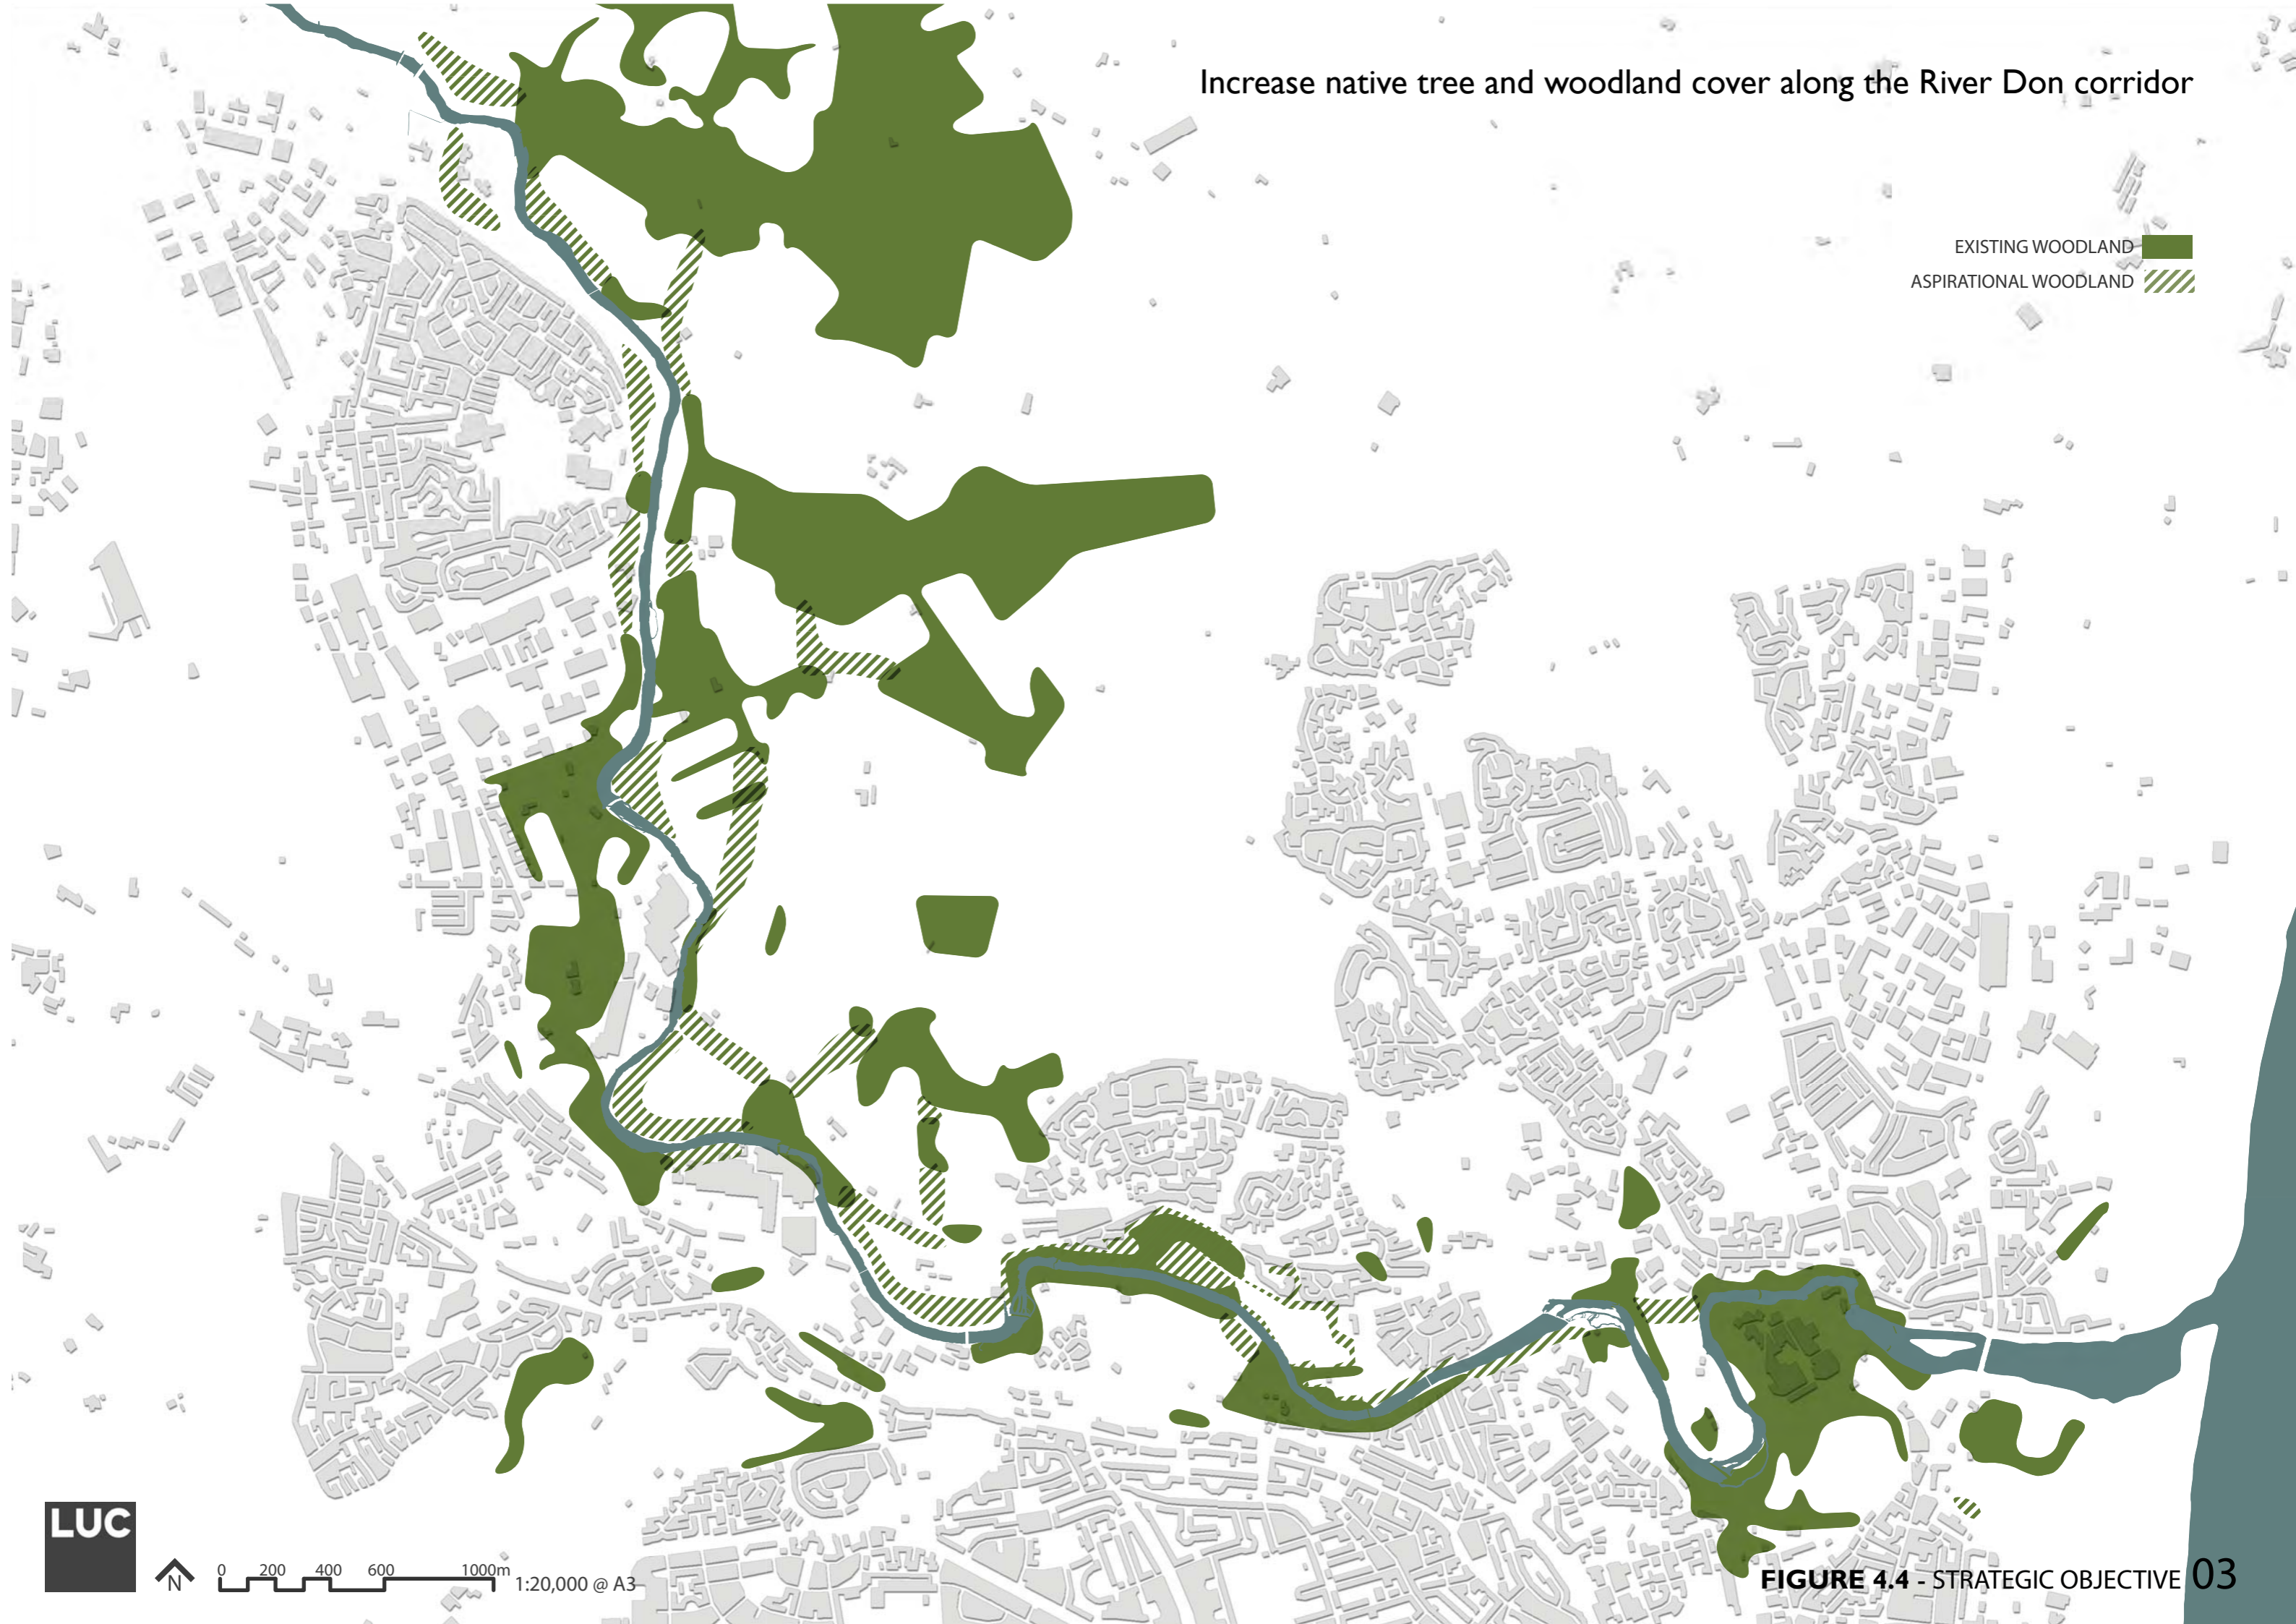 Increase native tree and woodland cover along the River Don corridor
EXISTING WOODLAND
ASPIRATIONAL WOODLAND
LUC
N
0 200 400 600 1000m
1:20,000 @ A3
FIGURE 4.4 - STRATEGIC OBJECTIVE 03